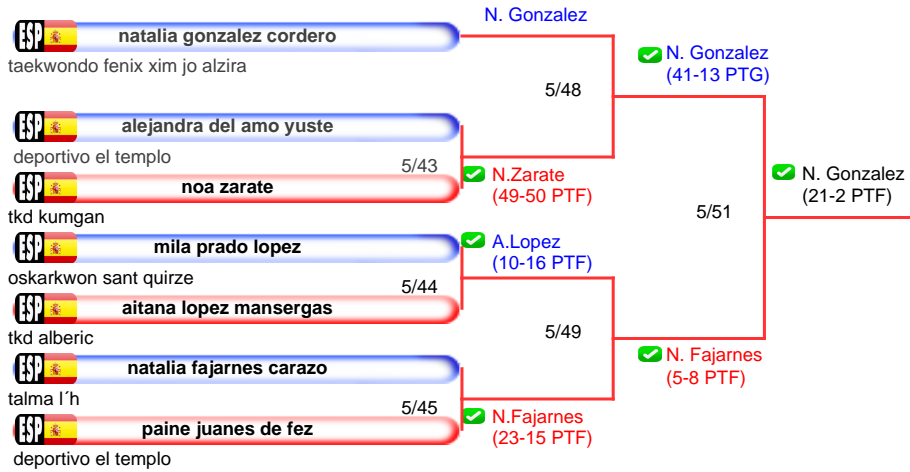 N. Gonzalez
ESP natalia gonzalez cordero
taekwondo fenix xim jo alzira
N. Gonzalez
(41-13 PTG)
5/48
ESP alejandra del amo yuste
deportivo el templo
5/43
N.Zarate
(49-50 PTF)
ESP noa zarate
tkd kumgan
N. Gonzalez
(21-2 PTF)
5/51
ESP mila prado lopez
oskarkwon sant quirze
A.Lopez
(10-16 PTF)
5/44
ESP aitana lopez mansergas
tkd alberic
5/49
N. Fajarnes
(5-8 PTF)
ESP natalia fajarnes carazo
talma l´h
5/45
N.Fajarnes
(23-15 PTF)
ESP paine juanes de fez
deportivo el templo